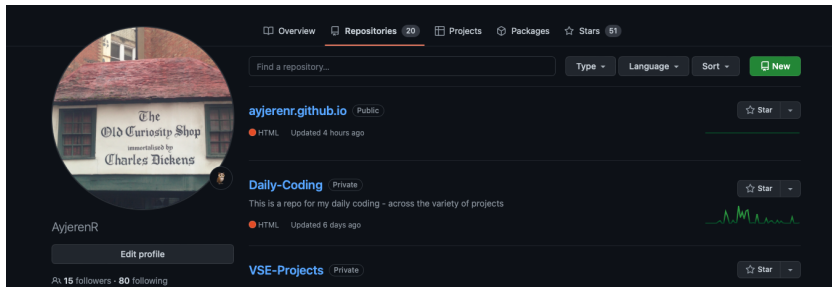 Overview Repositories 20 Projects Packages Stars 51
Find a repository... Type Language Sort New
The
Old Curiosity Shop
immortalised by
Charles Dickens
AyjerenR
Edit profile
15 followers · 80 following
ayjerenr.github.io Public Star
HTML Updated 4 hours ago
Daily-Coding Private Star
This is a repo for my daily coding - across the variety of projects
HTML Updated 6 days ago
VSE-Projects Private Star